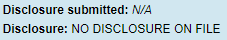 Disclosure submitted: N/A
Disclosure: NO DISCLOSURE ON FILE